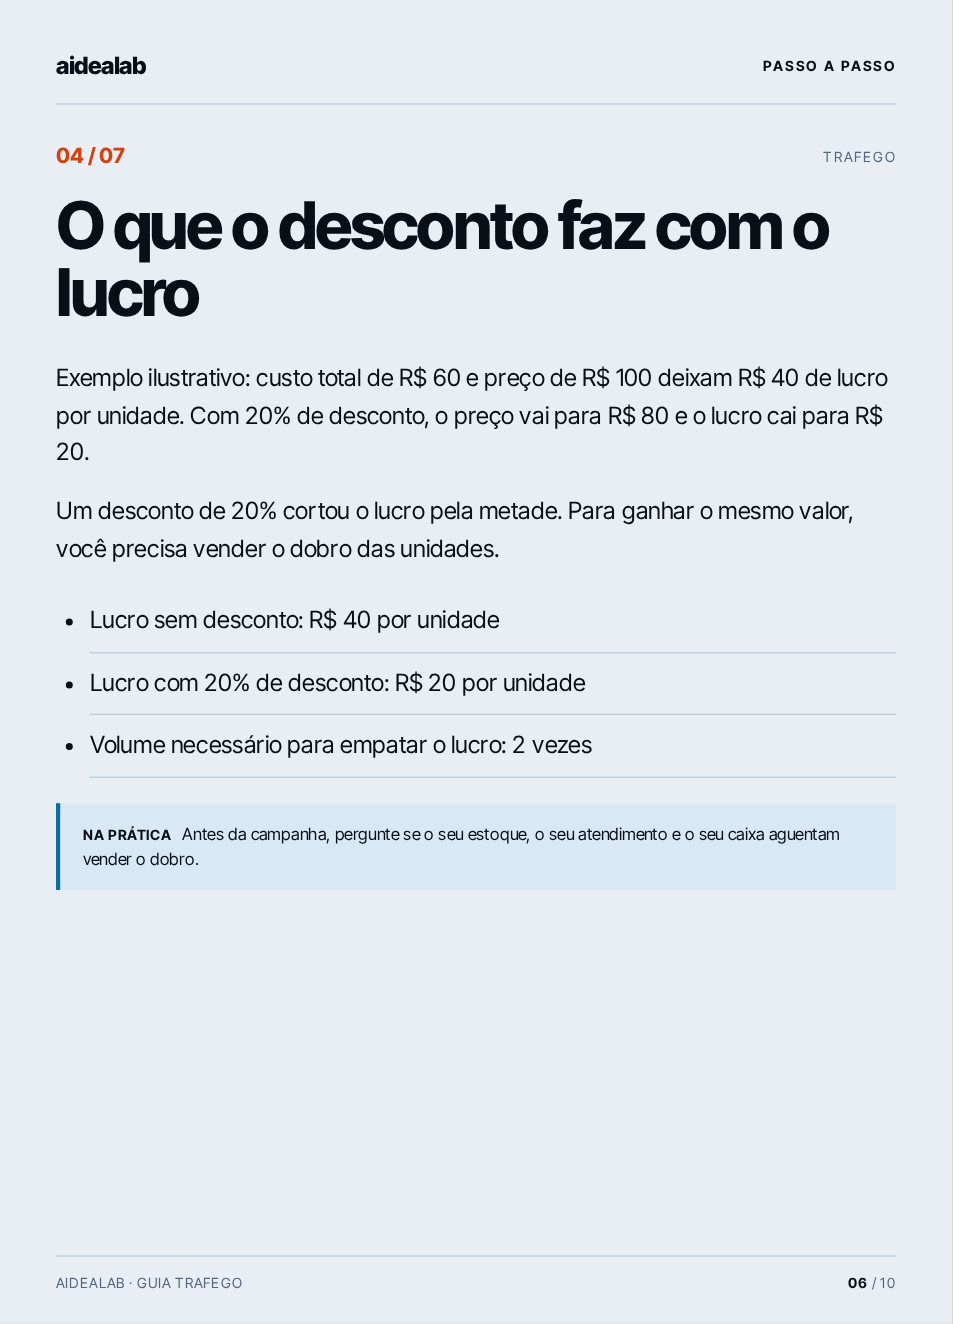 aidealab
PASSO A PASSO
04 / 07
TRAFEGO
O que o desconto faz com o
lucro
Exemplo ilustrativo: custo total de R$ 60 e preço de R$ 100 deixam R$ 40 de lucro
por unidade. Com 20% de desconto, o preço vai para R$ 80 e o lucro cai para R$
20.
Um desconto de 20% cortou o lucro pela metade. Para ganhar o mesmo valor,
você precisa vender o dobro das unidades.
• Lucro sem desconto: R$ 40 por unidade
• Lucro com 20% de desconto: R$ 20 por unidade
• Volume necessário para empatar o lucro: 2 vezes
NA PRÁTICA Antes da campanha, pergunte se o seu estoque, o seu atendimento e o seu caixa aguentam
vender o dobro.
AIDEALAB · GUIA TRAFEGO
06 / 10